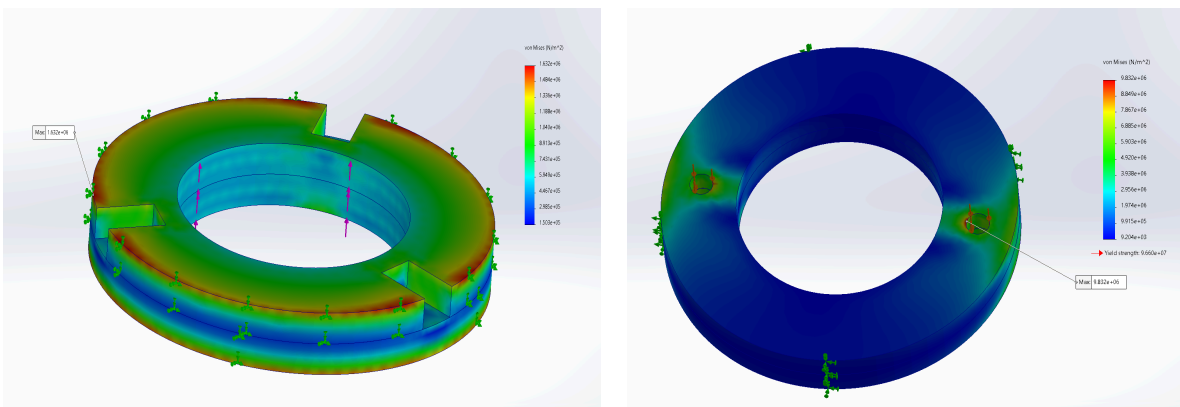 von Mises (N/m^2)
1.632e+06
1.484e+06
1.336e+06
1.188e+06
1.040e+06
8.913e+05
7.431e+05
5.949e+05
4.467e+05
2.985e+05
1.503e+05
Max: 1.632e+06
von Mises (N/m^2)
9.832e+06
8.849e+06
7.867e+06
6.885e+06
5.903e+06
4.920e+06
3.938e+06
2.956e+06
1.974e+06
9.915e+05
9.204e+03
Yield strength: 9.660e+07
Max: 9.832e+06